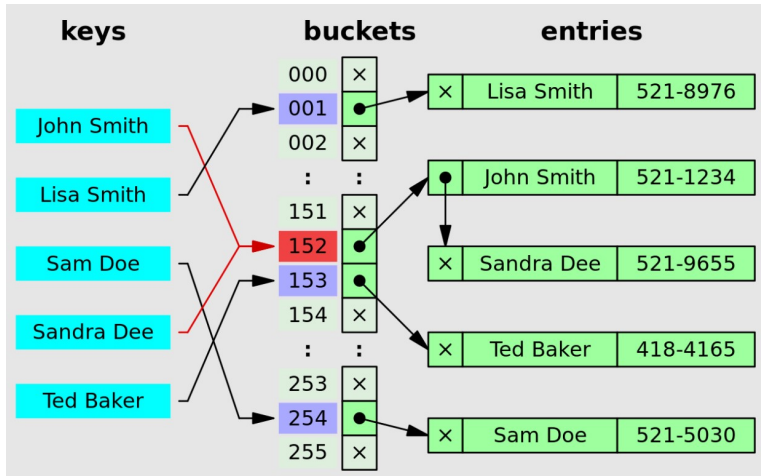 keys
buckets
entries
John Smith
Lisa Smith
Sam Doe
Sandra Dee
Ted Baker
000 ×
001
002 ×
: :
151 ×
152
153
154 ×
: :
253 ×
254
255 ×
× Lisa Smith 521-8976
John Smith 521-1234
× Sandra Dee 521-9655
× Ted Baker 418-4165
× Sam Doe 521-5030